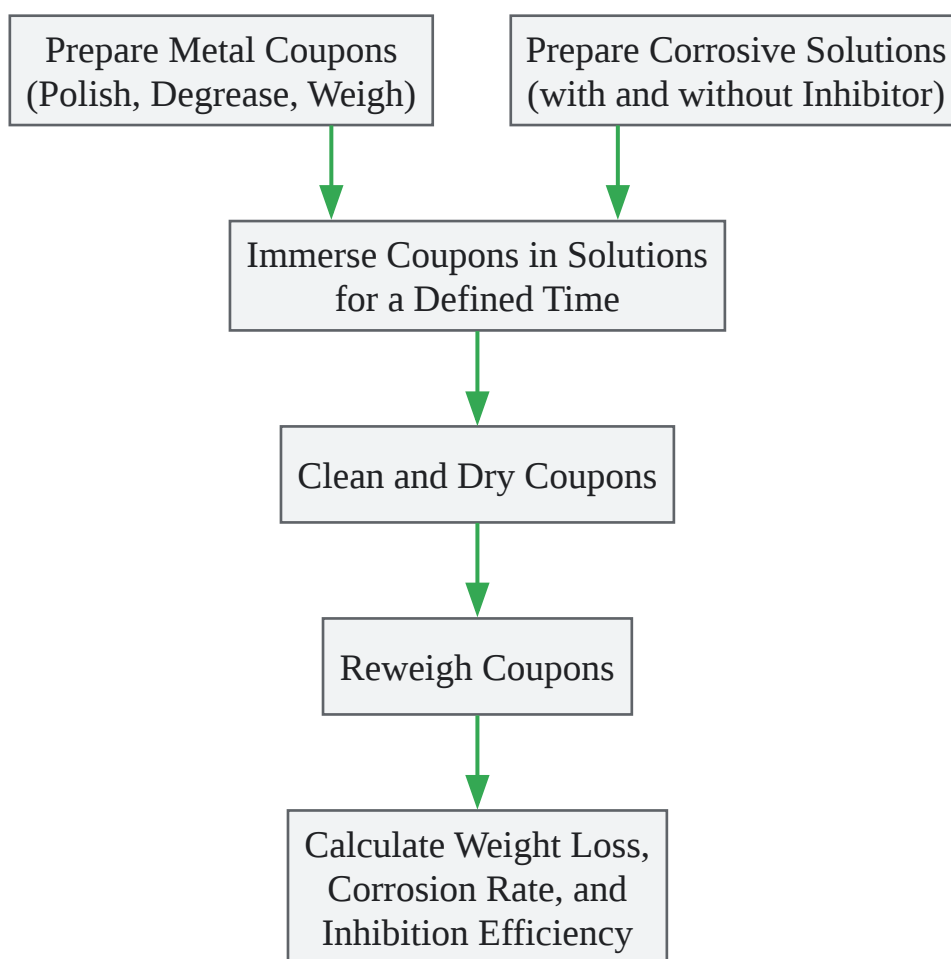 Prepare Metal Coupons
(Polish, Degrease, Weigh)
Prepare Corrosive Solutions
(with and without Inhibitor)
Immerse Coupons in Solutions
for a Defined Time
Clean and Dry Coupons
Reweigh Coupons
Calculate Weight Loss,
Corrosion Rate, and
Inhibition Efficiency